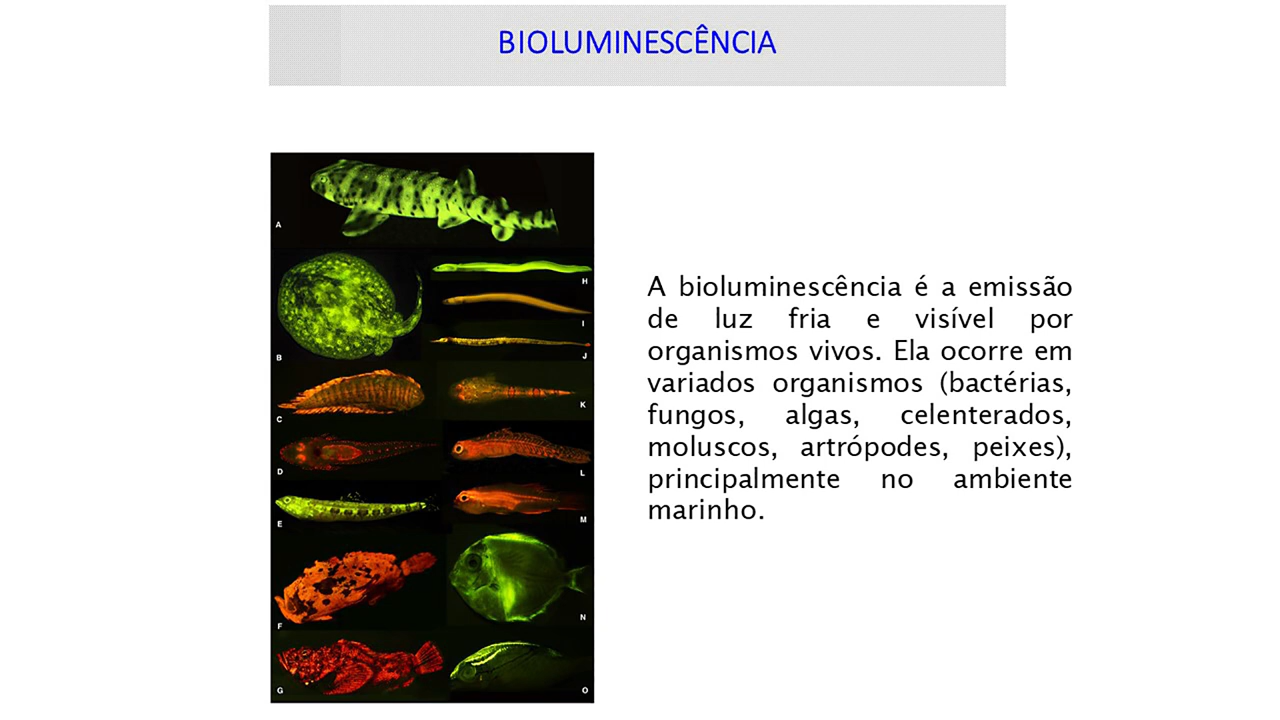 BIOLUMINESCÊNCIA
A
B
C
D
E
F
G
H
I
J
K
L
M
N
O
A bioluminescência é a emissão
de luz fria e visível por
organismos vivos. Ela ocorre em
variados organismos (bactérias,
fungos, algas, celenterados,
moluscos, artrópodes, peixes),
principalmente no ambiente
marinho.